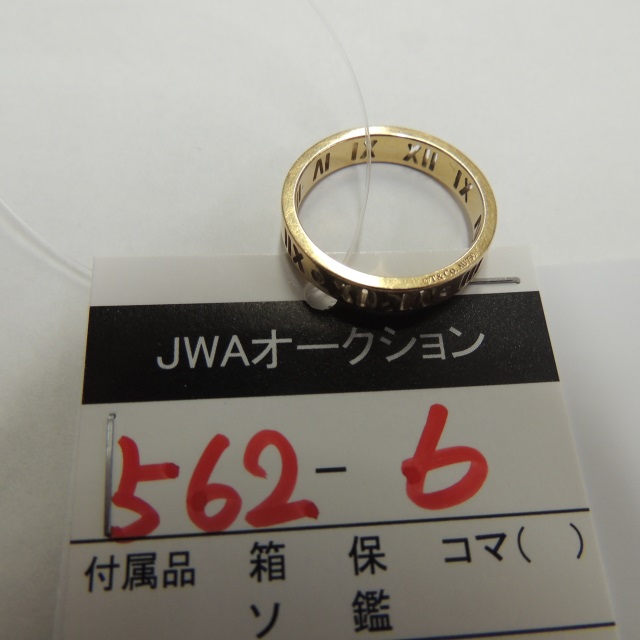 VI IX XII IX
JWAオークション
562-6
付属品 箱 保 コマ( )
ソ 鑑